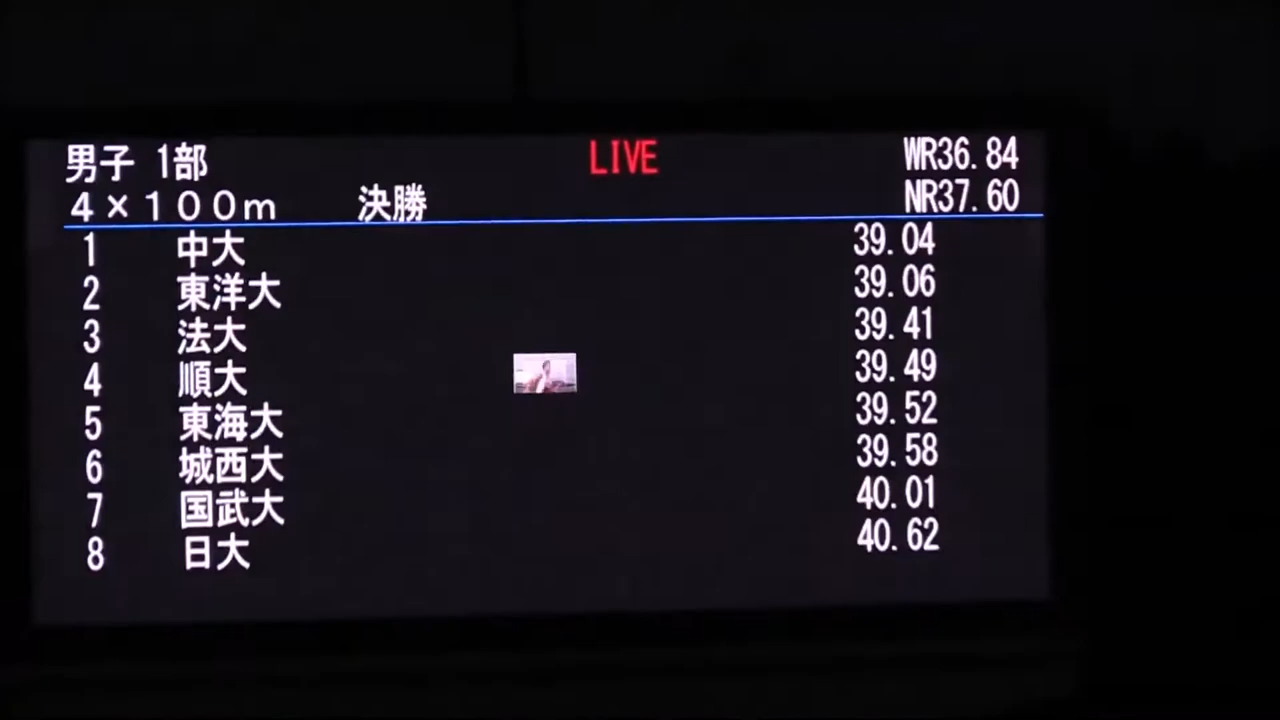 男子 1部 LIVE WR36.84
4×100m 決勝 NR37.60
1 中大 39.04
2 東洋大 39.06
3 法大 39.41
4 順大 39.49
5 東海大 39.52
6 城西大 39.58
7 国武大 40.01
8 日大 40.62